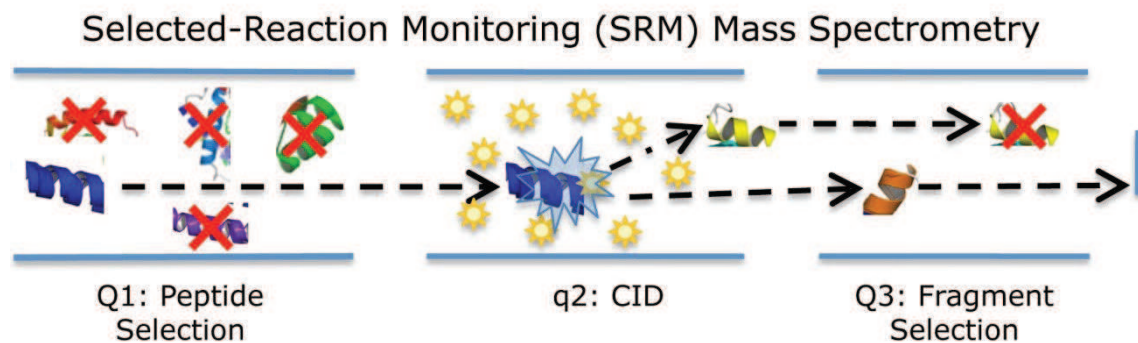 Selected-Reaction Monitoring (SRM) Mass Spectrometry
Q1: Peptide
Selection
q2: CID
Q3: Fragment
Selection